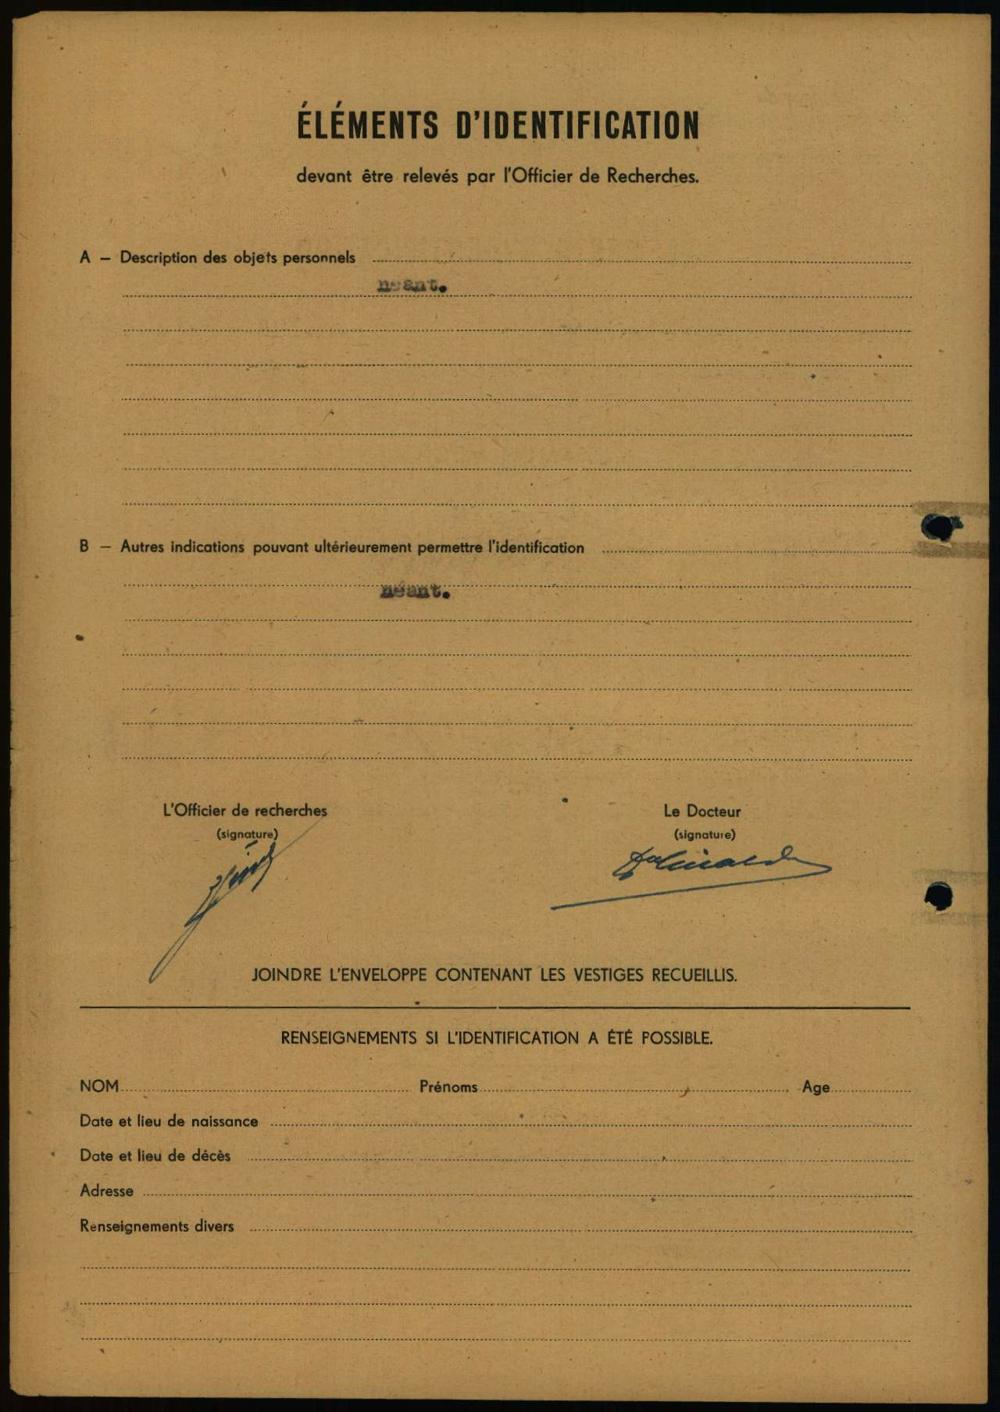 ÉLÉMENTS D'IDENTIFICATION
devant être relevés par l'Officier de Recherches.
A — Description des objets personnels
néant.
B — Autres indications pouvant ultérieurement permettre l'identification
néant.
L'Officier de recherches
Le Docteur
(signature)
(signature)
JOINDRE L'ENVELOPPE CONTENANT LES VESTIGES RECUEILLIS.
RENSEIGNEMENTS SI L'IDENTIFICATION A ÉTÉ POSSIBLE.
NOM Prénoms Age
Date et lieu de naissance
Date et lieu de décès
Adresse
Renseignements divers